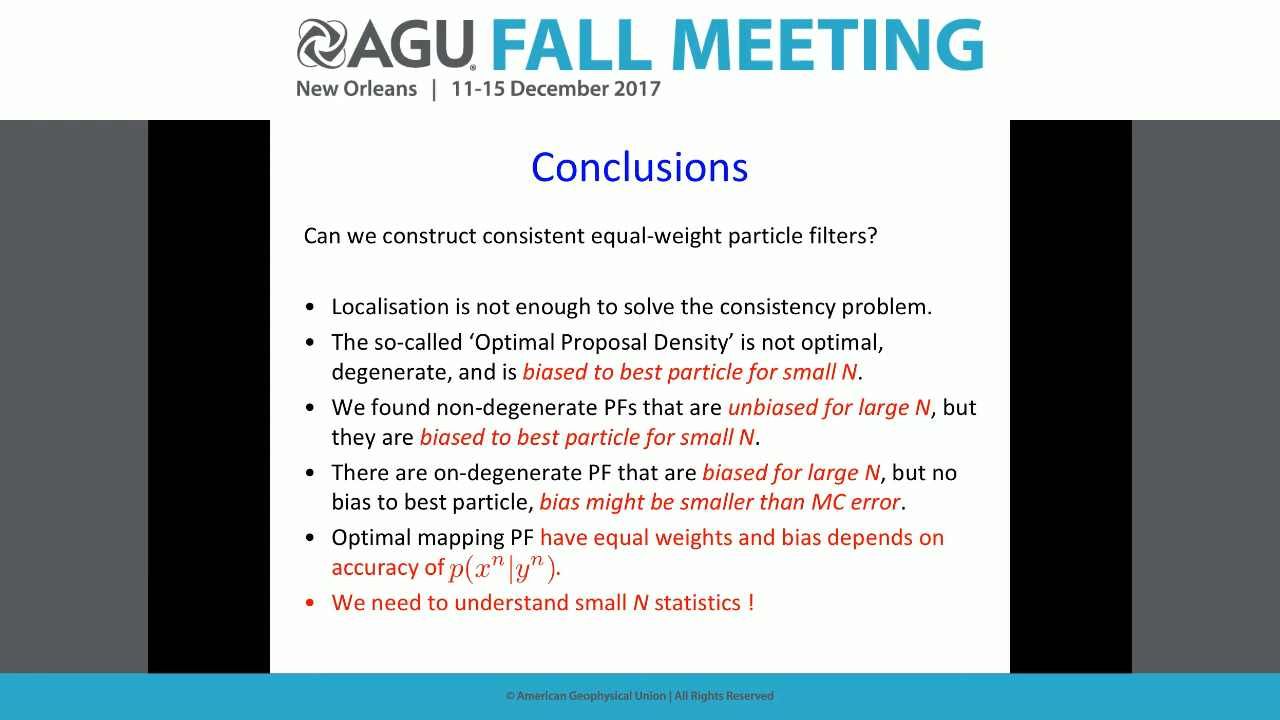 AGU FALL MEETING
New Orleans | 11-15 December 2017
Conclusions
Can we construct consistent equal-weight particle filters?
• Localisation is not enough to solve the consistency problem.
• The so-called ‘Optimal Proposal Density’ is not optimal,
degenerate, and is biased to best particle for small N.
• We found non-degenerate PFs that are unbiased for large N, but
they are biased to best particle for small N.
• There are on-degenerate PF that are biased for large N, but no
bias to best particle, bias might be smaller than MC error.
• Optimal mapping PF have equal weights and bias depends on
accuracy of p(xⁿ|yⁿ).
• We need to understand small N statistics !
© American Geophysical Union | All Rights Reserved